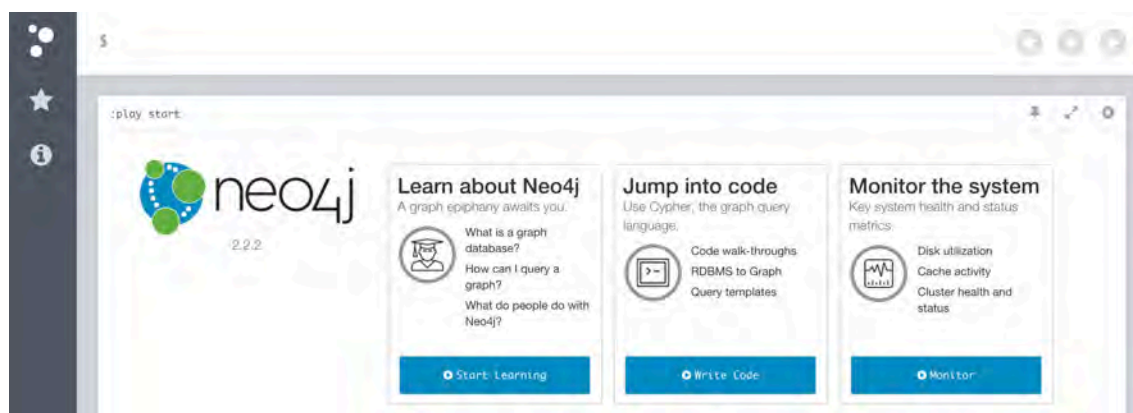 $
:play start
neo4j
2.2.2
Learn about Neo4j
A graph epiphany awaits you.
What is a graph
database?
How can I query a
graph?
What do people do with
Neo4j?
Start Learning
Jump into code
Use Cypher, the graph query
language.
Code walk-throughs
RDBMS to Graph
Query templates
Write Code
Monitor the system
Key system health and status
metrics
Disk utilization
Cache activity
Cluster health and
status
Monitor